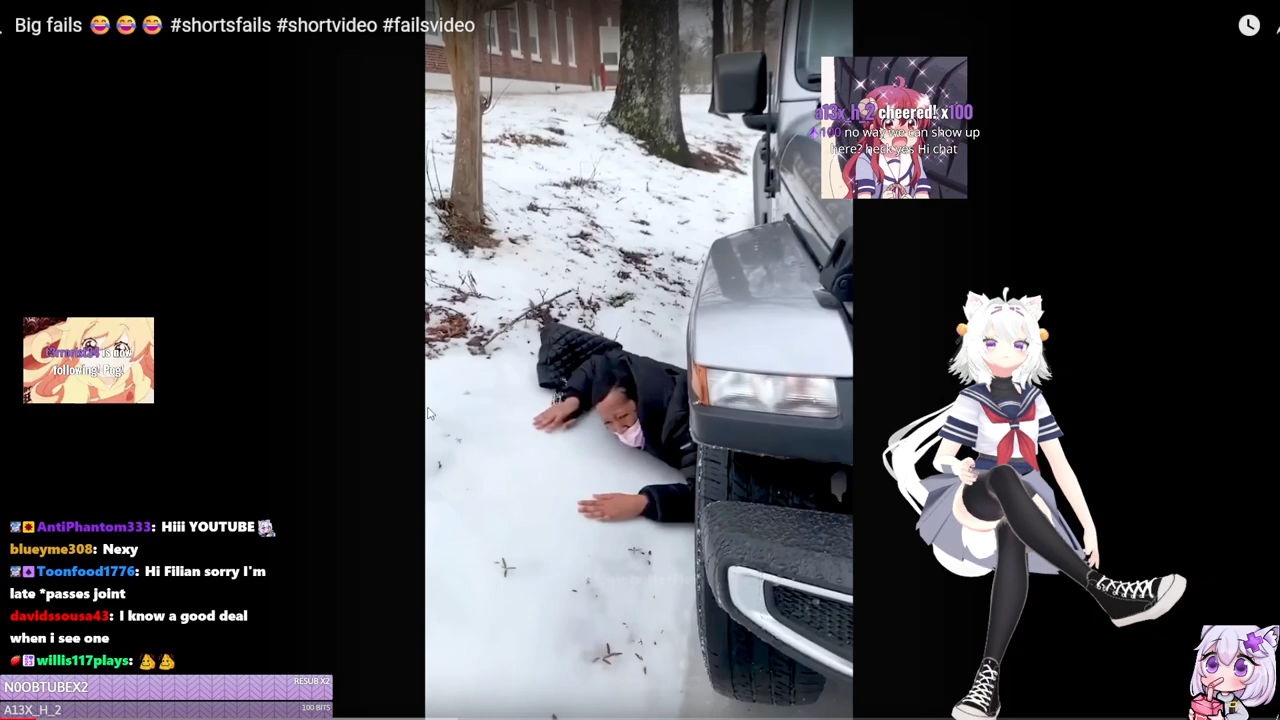 Big fails 😂 😂 😂 #shortsfails #shortvideo #failsvideo
a13x_h_2 cheered! x100
100 no way we can show up
here? heck yes Hi chat
is now
following! Pog!
AntiPhantom333: Hiii YOUTUBE
blueyme308: Nexy
Toonfood1776: Hi Filian sorry I'm
late *passes joint
davidssousa43: I know a good deal
when i see one
willis117plays:
N0OBTUBEX2
RESUB X2
A13X_H_2
100 BITS